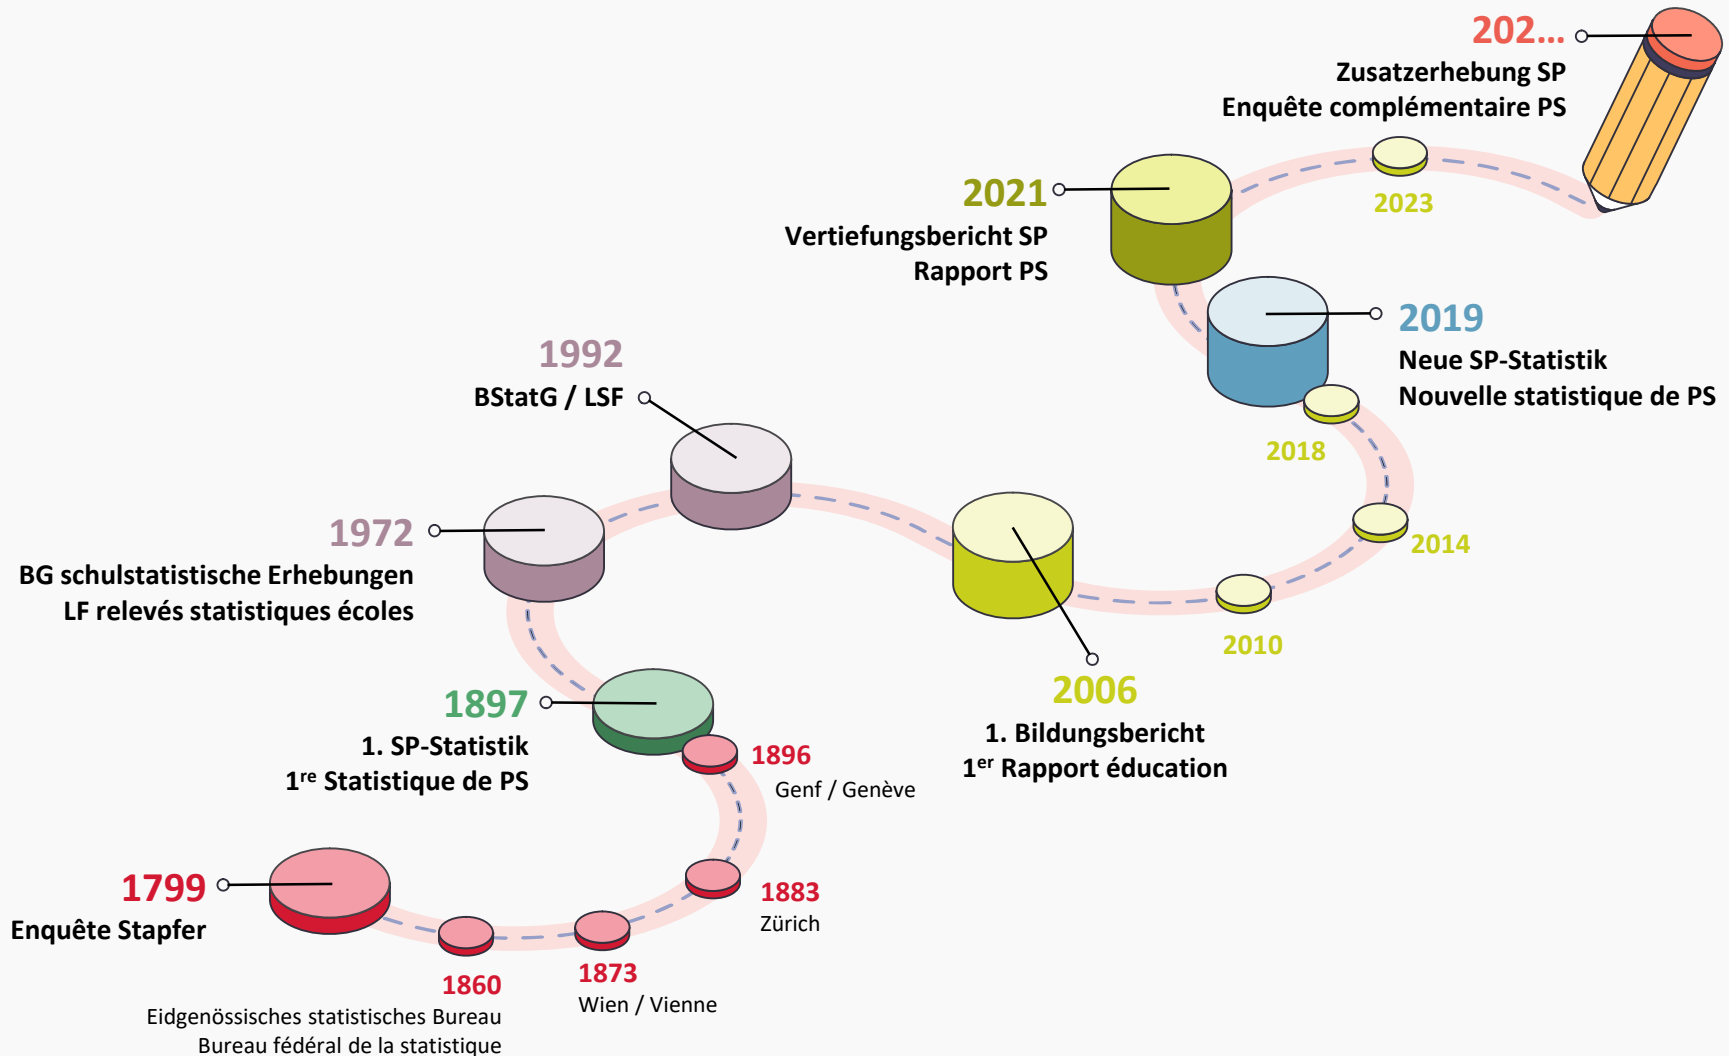 202...
Zusatzerhebung SP
Enquête complémentaire PS
2023
2021
Vertiefungsbericht SP
Rapport PS
2019
Neue SP-Statistik
Nouvelle statistique de PS
2018
2014
2010
2006
1. Bildungsbericht
1er Rapport éducation
1992
BStatG / LSF
1972
BG schulstatistische Erhebungen
LF relevés statistiques écoles
1897
1. SP-Statistik
1re Statistique de PS
1896
Genf / Genève
1883
Zürich
1873
Wien / Vienne
1860
Eidgenössisches statistisches Bureau
Bureau fédéral de la statistique
1799
Enquête Stapfer